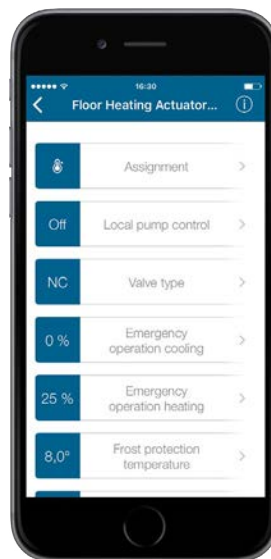 16:30
Floor Heating Actuator...
Assignment
Off
Local pump control
NC
Valve type
0 %
Emergency
operation cooling
25 %
Emergency
operation heating
8,0°
Frost protection
temperature